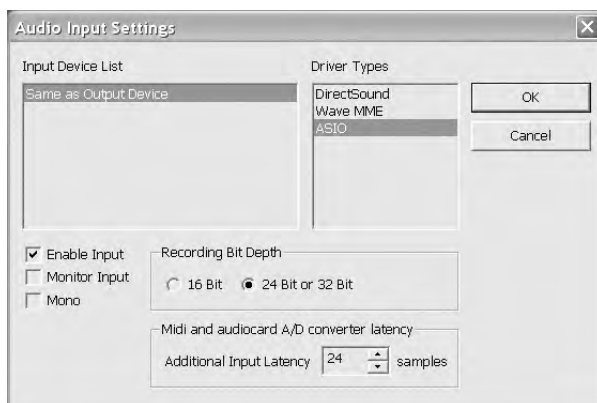 Audio Input Settings
Input Device List
Same as Output Device
Driver Types
DirectSound
Wave MME
ASIO
OK
Cancel
Enable Input
Monitor Input
Mono
Recording Bit Depth
16 Bit
24 Bit or 32 Bit
Midi and audiocard A/D converter latency
Additional Input Latency 24 samples